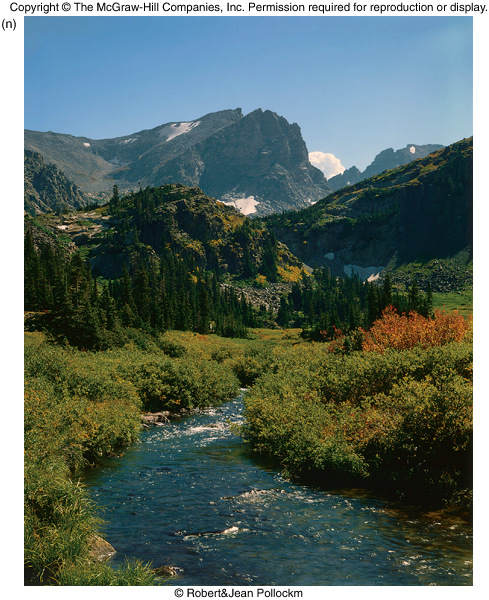 Copyright © The McGraw-Hill Companies, Inc. Permission required for reproduction or display.
(n)
© Robert&Jean Pollockm